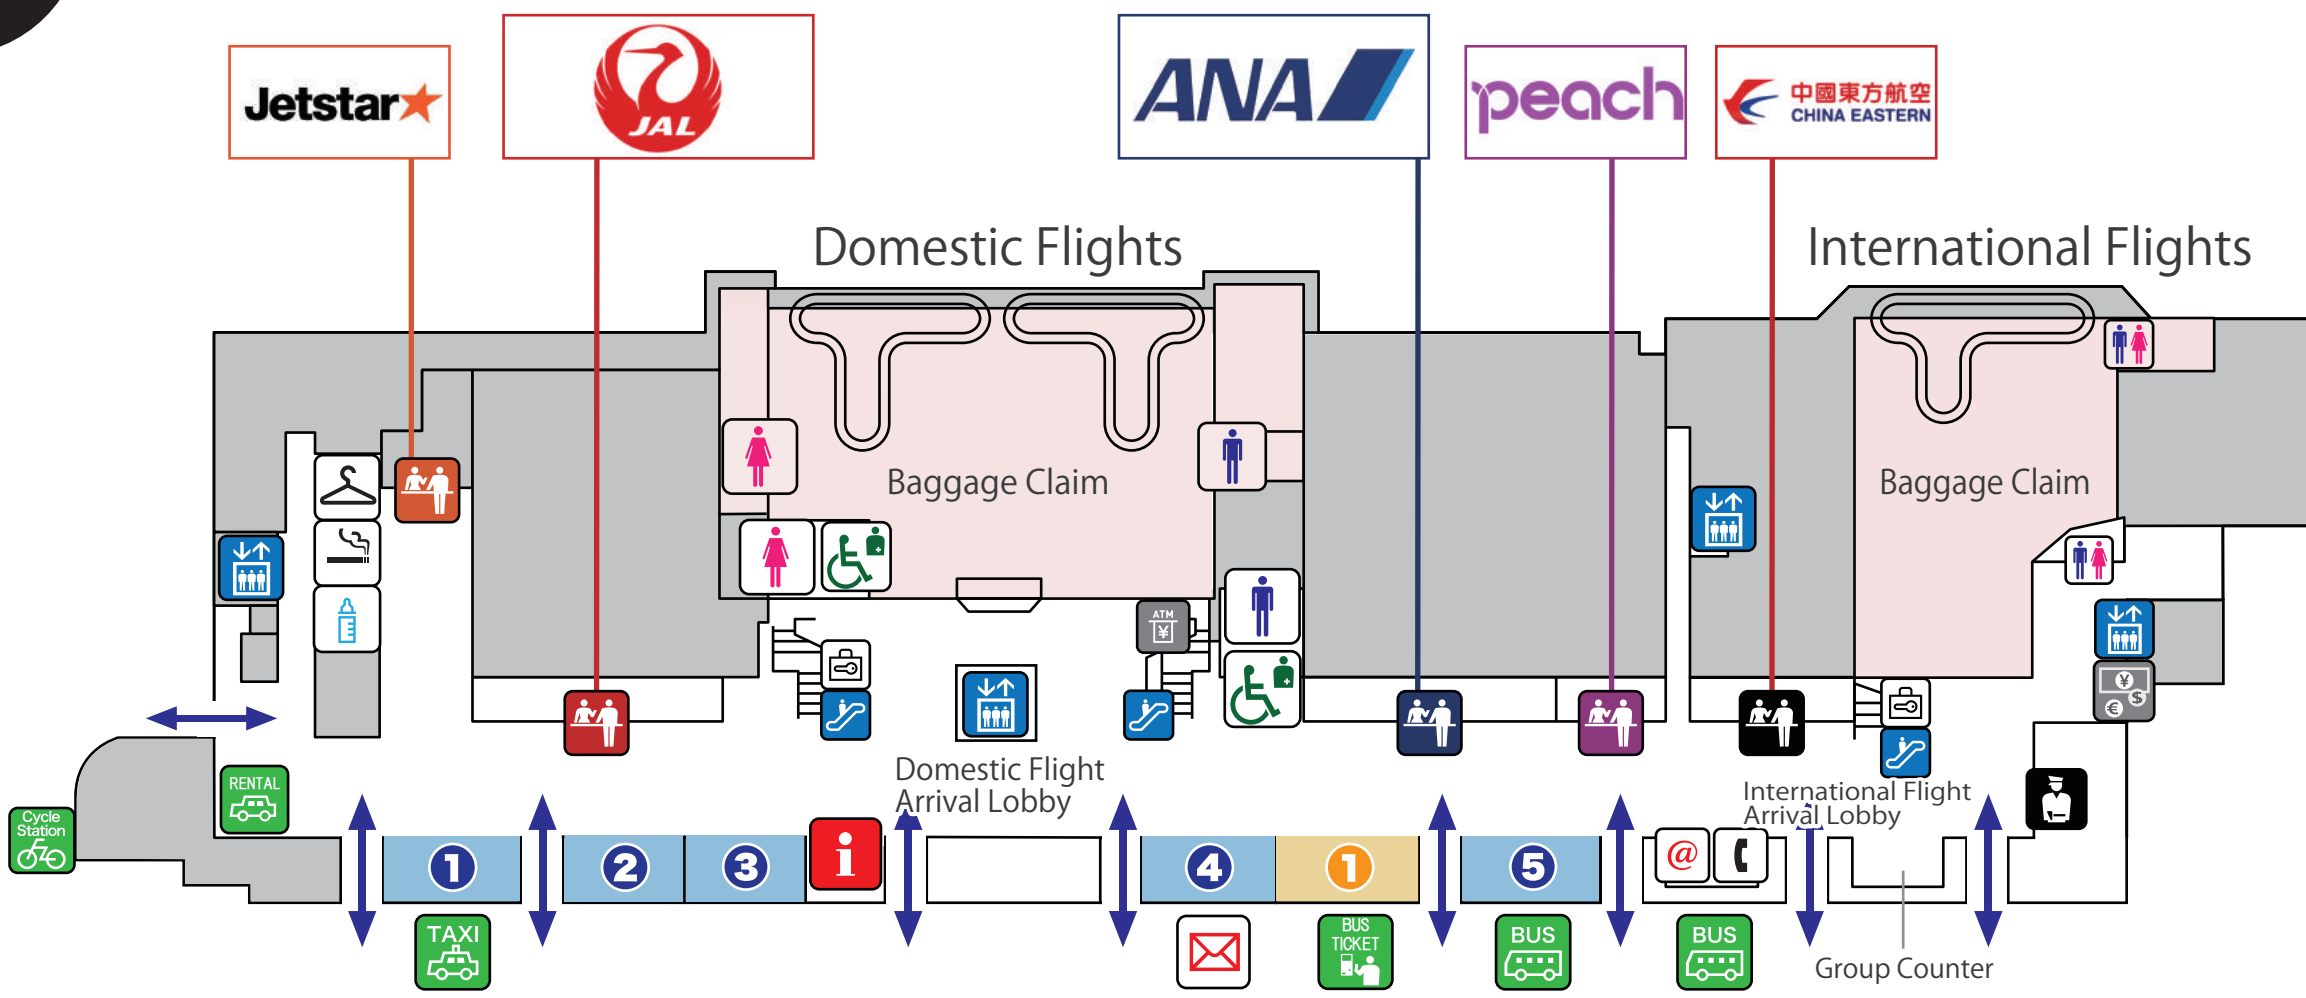 Jetstar
JAL
ANA
peach
中國東方航空
CHINA EASTERN
Domestic Flights
International Flights
Baggage Claim
Baggage Claim
ATM
¥
¥
$
€
Domestic Flight
Arrival Lobby
International Flight
Arrival Lobby
RENTAL
Cycle
Station
1
2
3
i
4
1
5
@
TAXI
BUS
TICKET
BUS
BUS
Group Counter